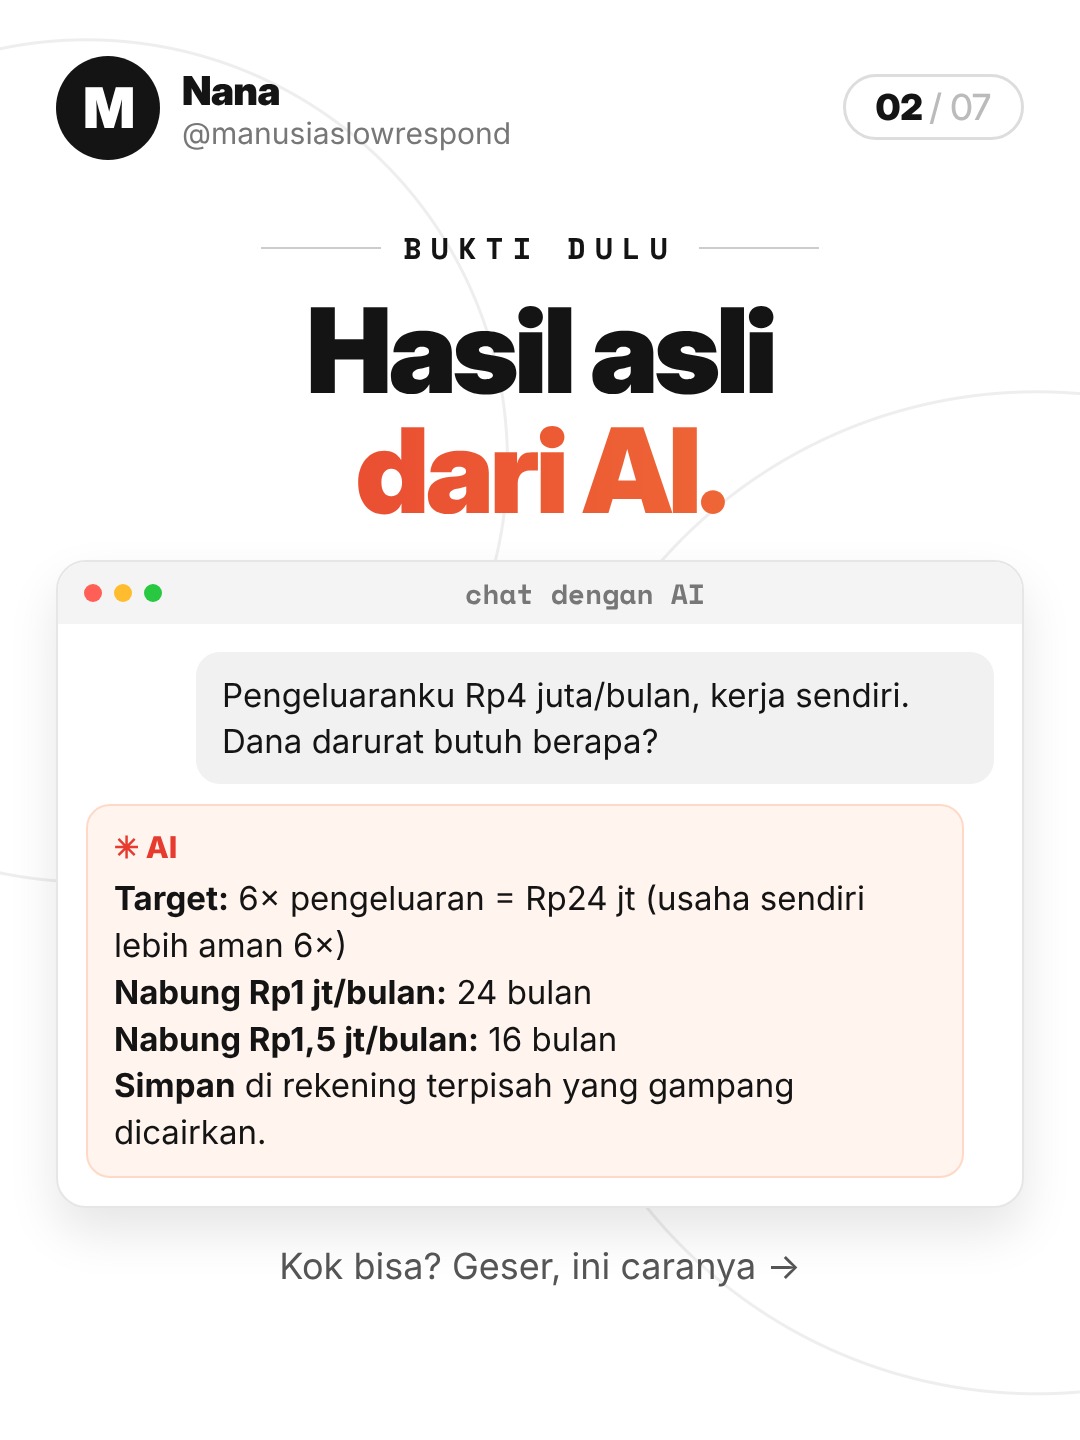 M
Nana
@manusiaslowrespond
02 / 07
BUKTI DULU
Hasil asli
dari AI.
chat dengan AI
Pengeluaranku Rp4 juta/bulan, kerja sendiri.
Dana darurat butuh berapa?
✳ AI
Target: 6× pengeluaran = Rp24 jt (usaha sendiri
lebih aman 6×)
Nabung Rp1 jt/bulan: 24 bulan
Nabung Rp1,5 jt/bulan: 16 bulan
Simpan di rekening terpisah yang gampang
dicairkan.
Kok bisa? Geser, ini caranya →